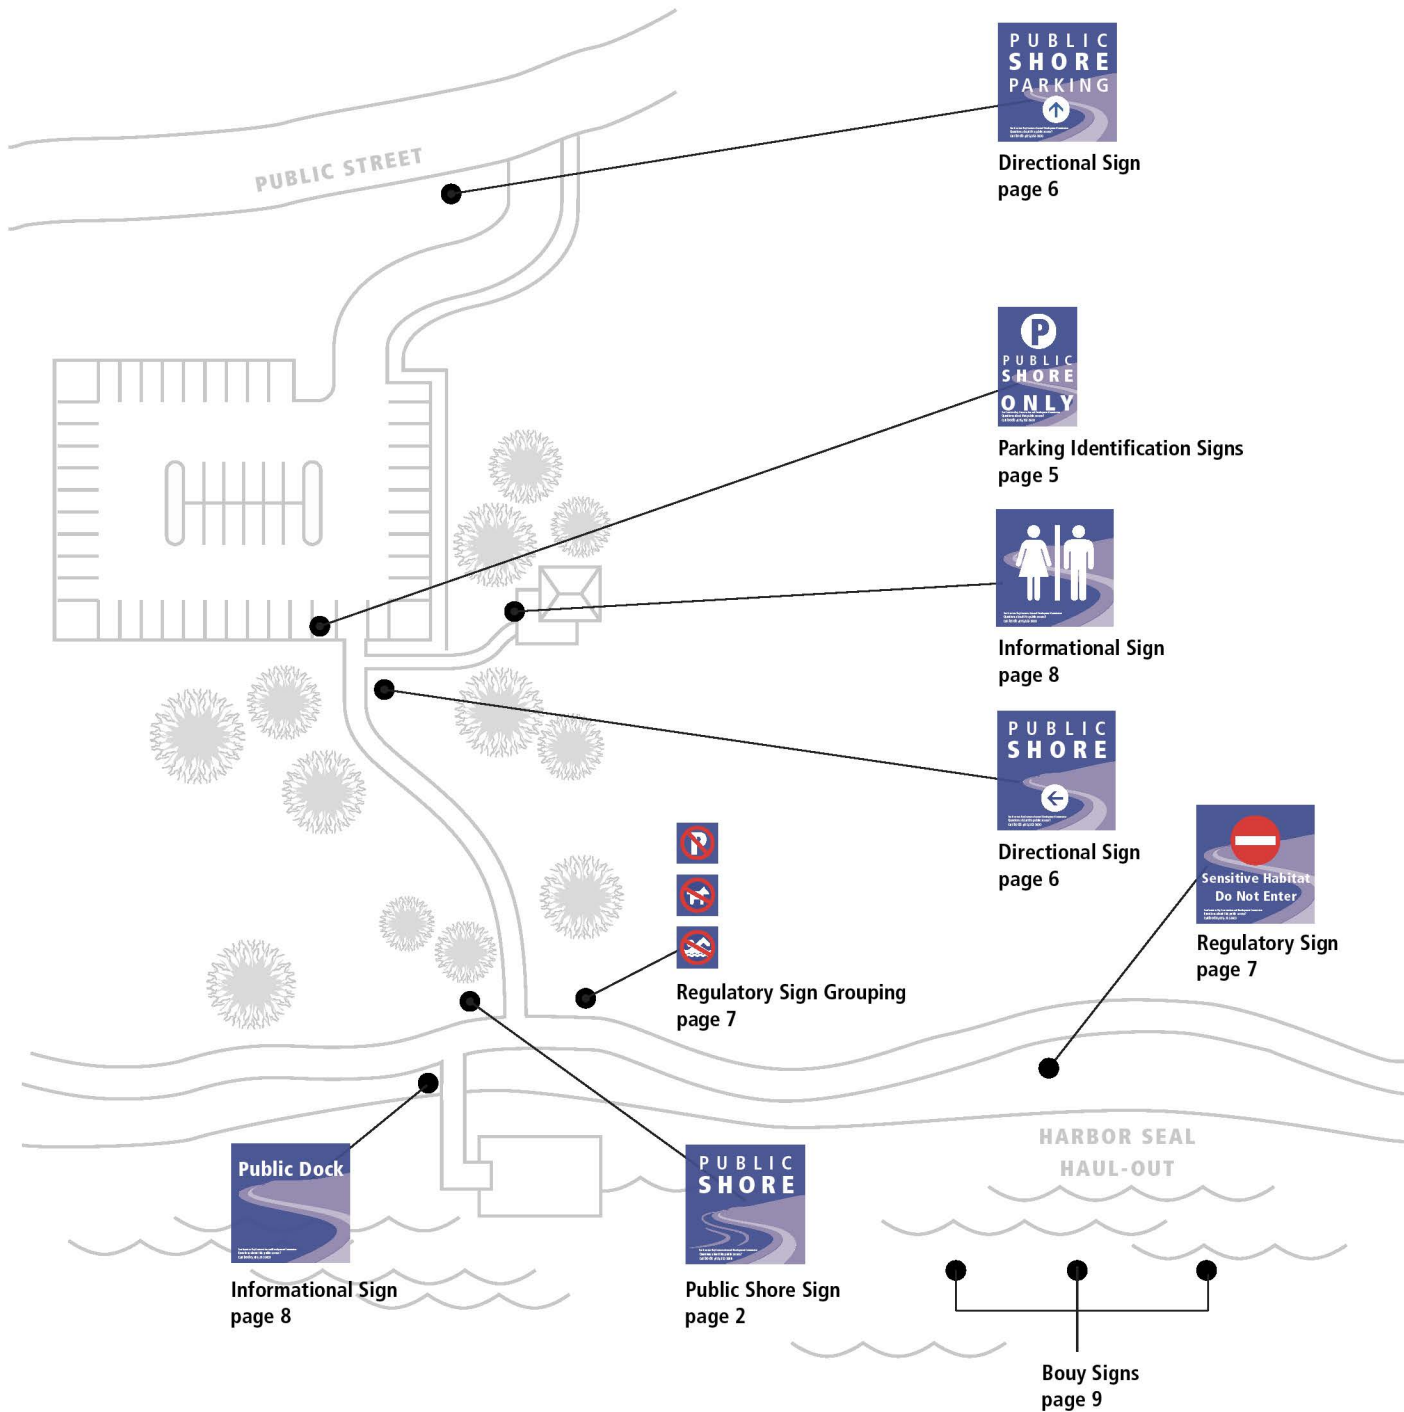 PUBLIC
SHORE
PARKING
Directional Sign
page 6
PUBLIC STREET
P
PUBLIC
SHORE
ONLY
Parking Identification Signs
page 5
Informational Sign
page 8
PUBLIC
SHORE
Directional Sign
page 6
P
Regulatory Sign Grouping
page 7
Sensitive Habitat
Do Not Enter
Regulatory Sign
page 7
HARBOR SEAL
HAUL-OUT
Public Dock
Informational Sign
page 8
PUBLIC
SHORE
Public Shore Sign
page 2
Bouy Signs
page 9